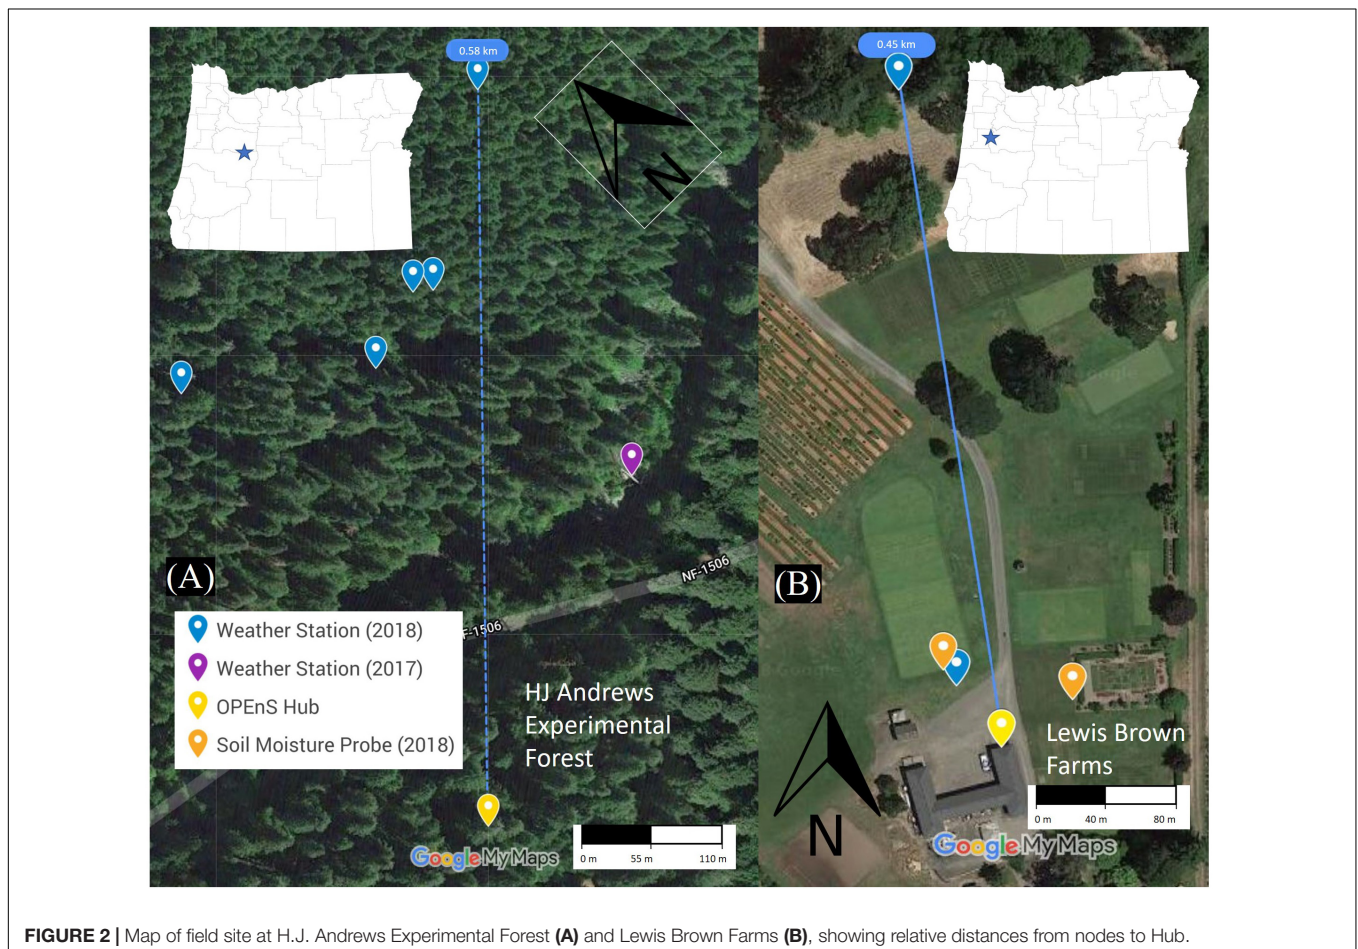 0.58 km
N
(A)
NF-1506
F-1506
Weather Station (2018)
Weather Station (2017)
OPEnS Hub
Soil Moisture Probe (2018)
HJ Andrews
Experimental
Forest
Google My Maps
0 m 55 m 110 m
0.45 km
Google
(B)
N
Lewis Brown
Farms
0 m 40 m 80 m
Google My Maps
FIGURE 2 | Map of field site at H.J. Andrews Experimental Forest (A) and Lewis Brown Farms (B), showing relative distances from nodes to Hub.